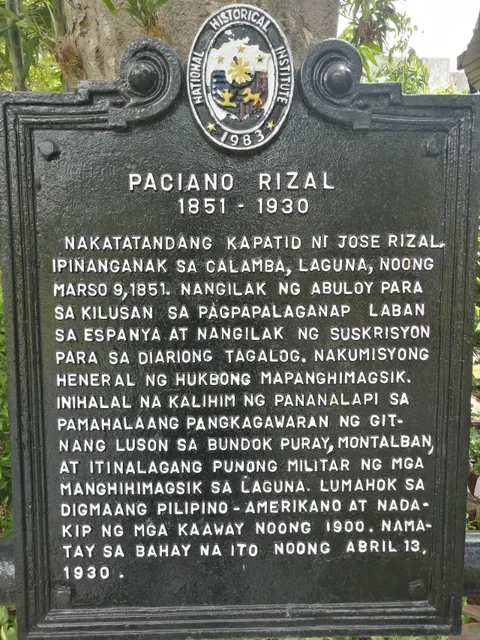 NATIONAL HISTORICAL INSTITUTE
1983
PACIANO RIZAL
1851 - 1930
NAKATATANDANG KAPATID NI JOSE RIZAL.
IPINANGANAK SA CALAMBA, LAGUNA, NOONG
MARSO 9, 1851. NANGILAK NG ABULOY PARA
SA KILUSAN SA PAGPAPALAGANAP LABAN
SA ESPANYA AT NANGILAK NG SUSKRISYON
PARA SA DIARIONG TAGALOG. NAKUMISYONG
HENERAL NG HUKBONG MAPANGHIMAGSIK.
INIHALAL NA KALIHIM NG PANANALAPI SA
PAMAHALAANG PANGKAGAWARAN NG GIT-
NANG LUSON SA BUNDOK PURAY, MONTALBAN,
AT ITINALAGANG PUNONG MILITAR NG MGA
MANGHIHIMAGSIK SA LAGUNA. LUMAHOK SA
DIGMAANG PILIPINO - AMERIKANO AT NADA-
KIP NG MGA KAAWAY NOONG 1900. NAMA-
TAY SA BAHAY NA ITO NOONG ABRIL 13,
1930.